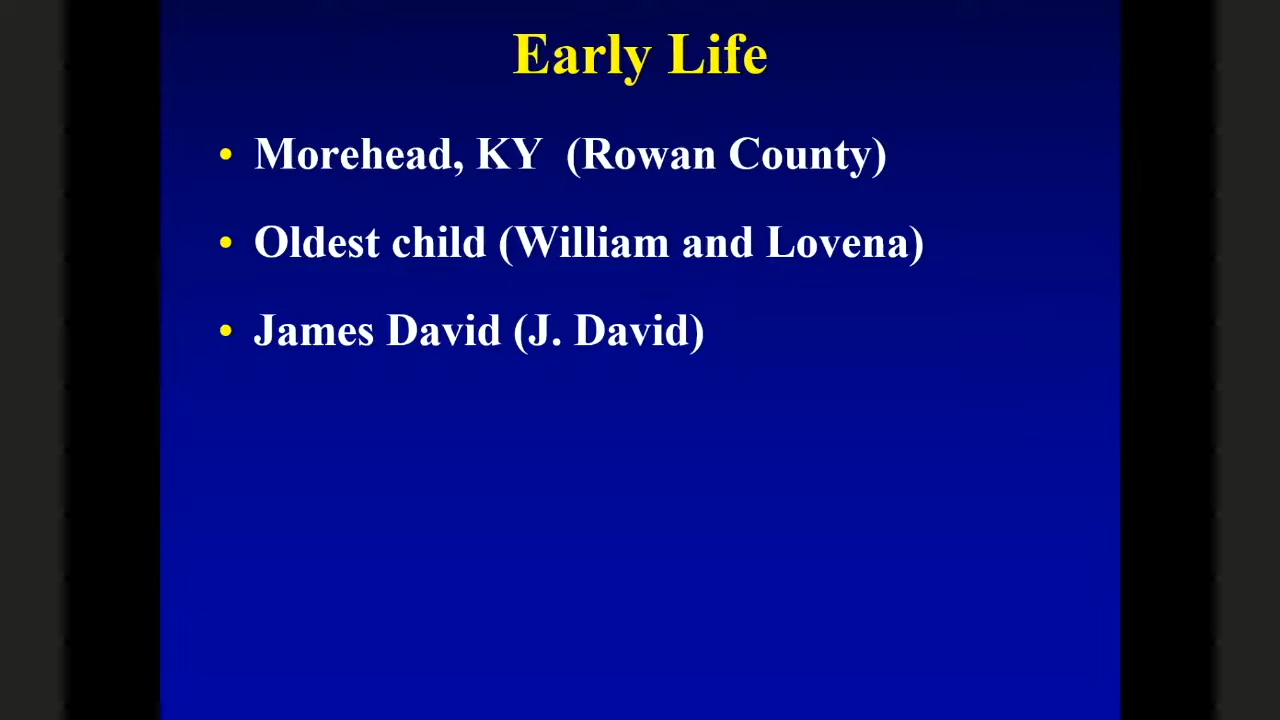 Early Life
• Morehead, KY  (Rowan County)
• Oldest child (William and Lovena)
• James David (J. David)